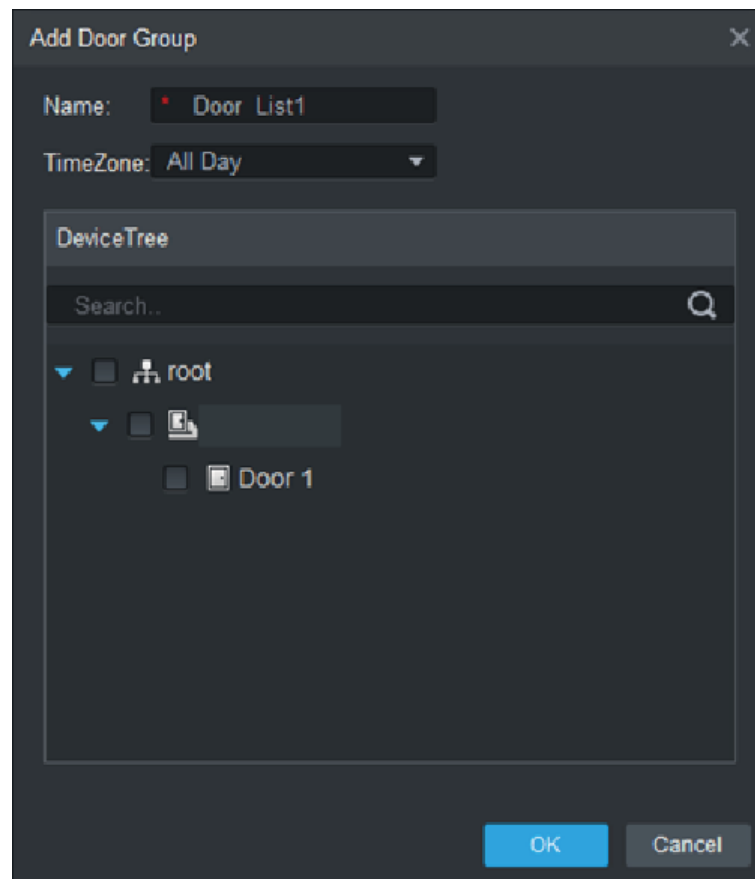 Add Door Group
Name: * Door List1
TimeZone: All Day
DeviceTree
Search..
root
Door 1
OK Cancel